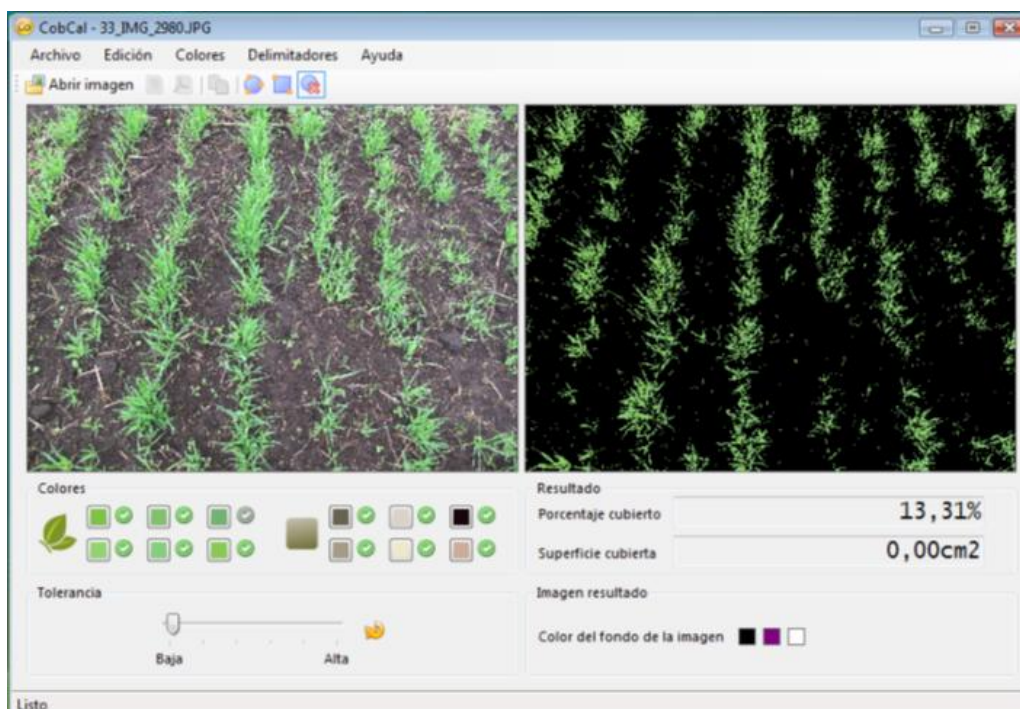 CobCal - 33_IMG_2980.JPG
Archivo Edición Colores Delimitadores Ayuda
Abrir imagen
Colores
Resultado
Porcentaje cubierto 13,31%
Superficie cubierta 0,00cm2
Tolerancia
Baja Alta
Imagen resultado
Color del fondo de la imagen
Listo